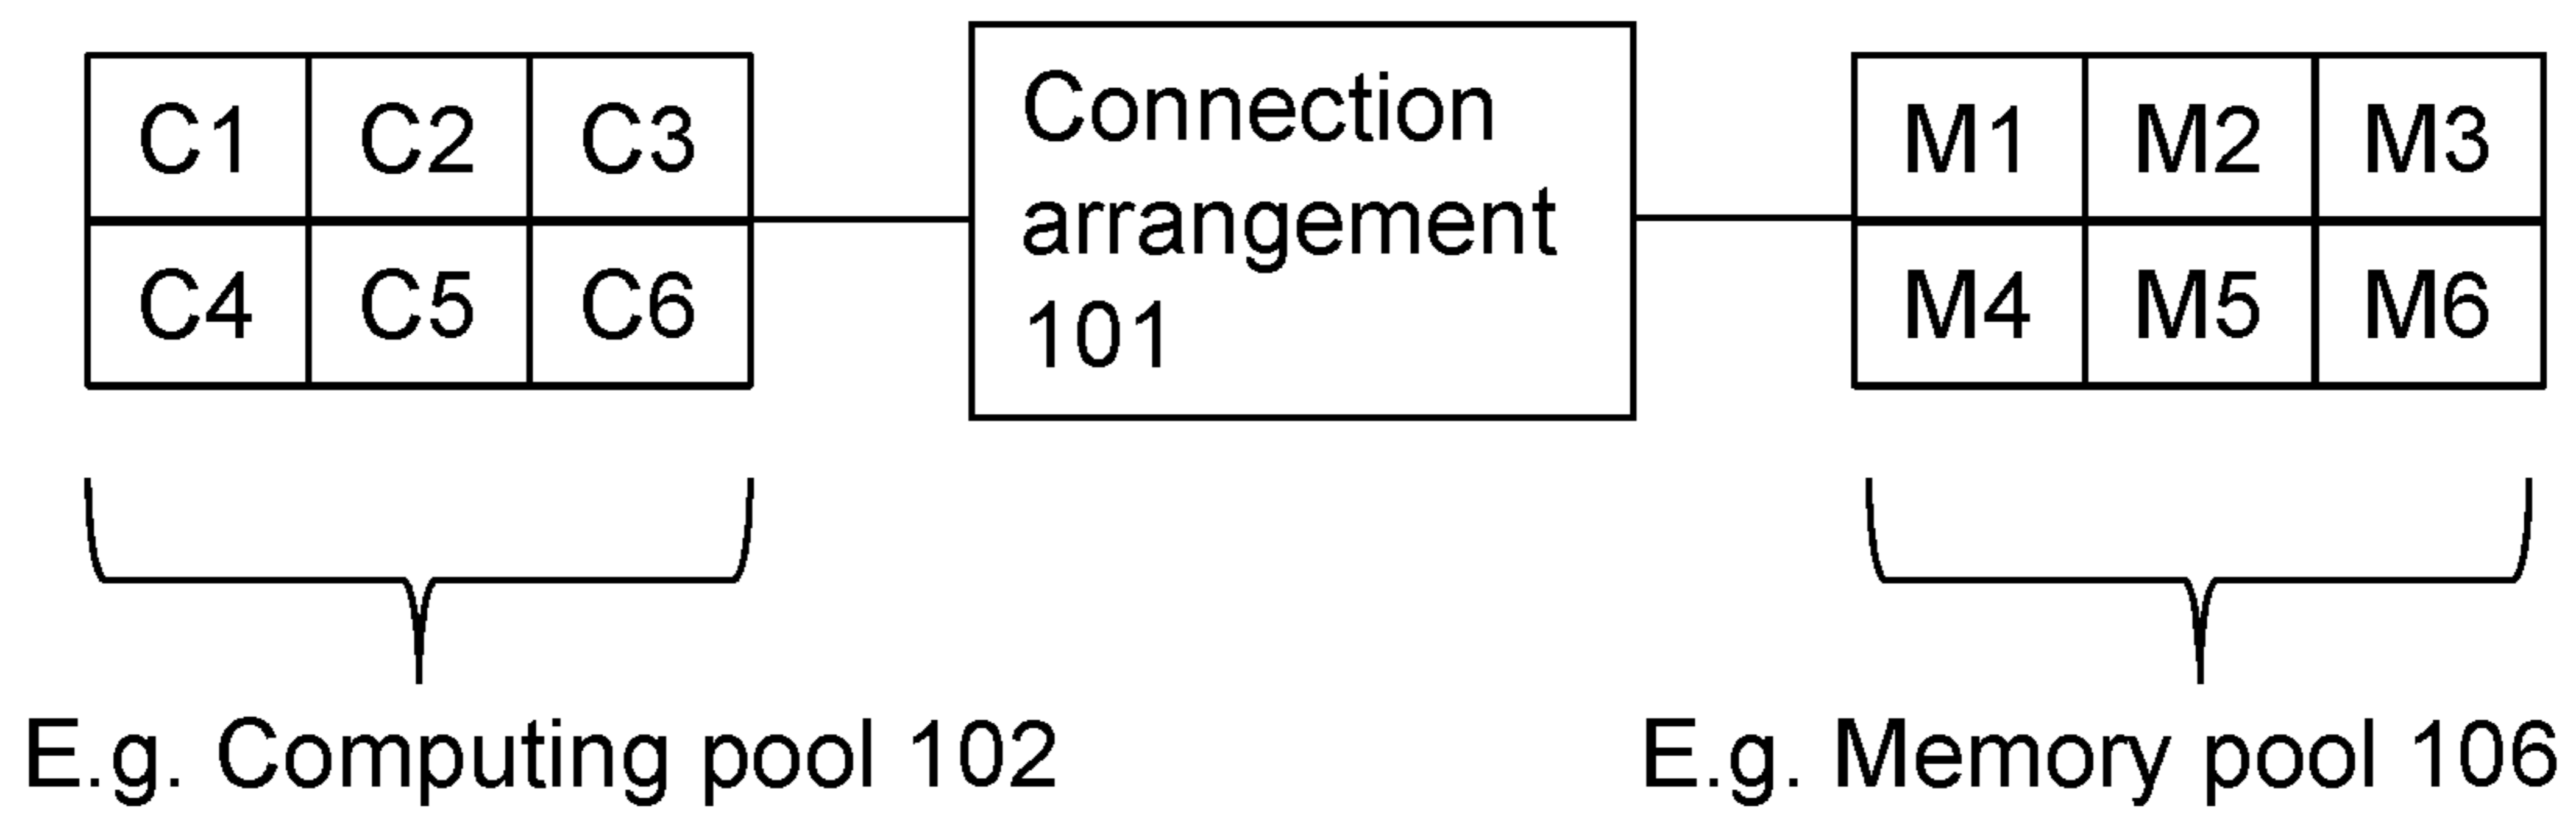 C1 C2 C3
C4 C5 C6
Connection
arrangement
101
M1 M2 M3
M4 M5 M6
E.g. Computing pool 102
E.g. Memory pool 106